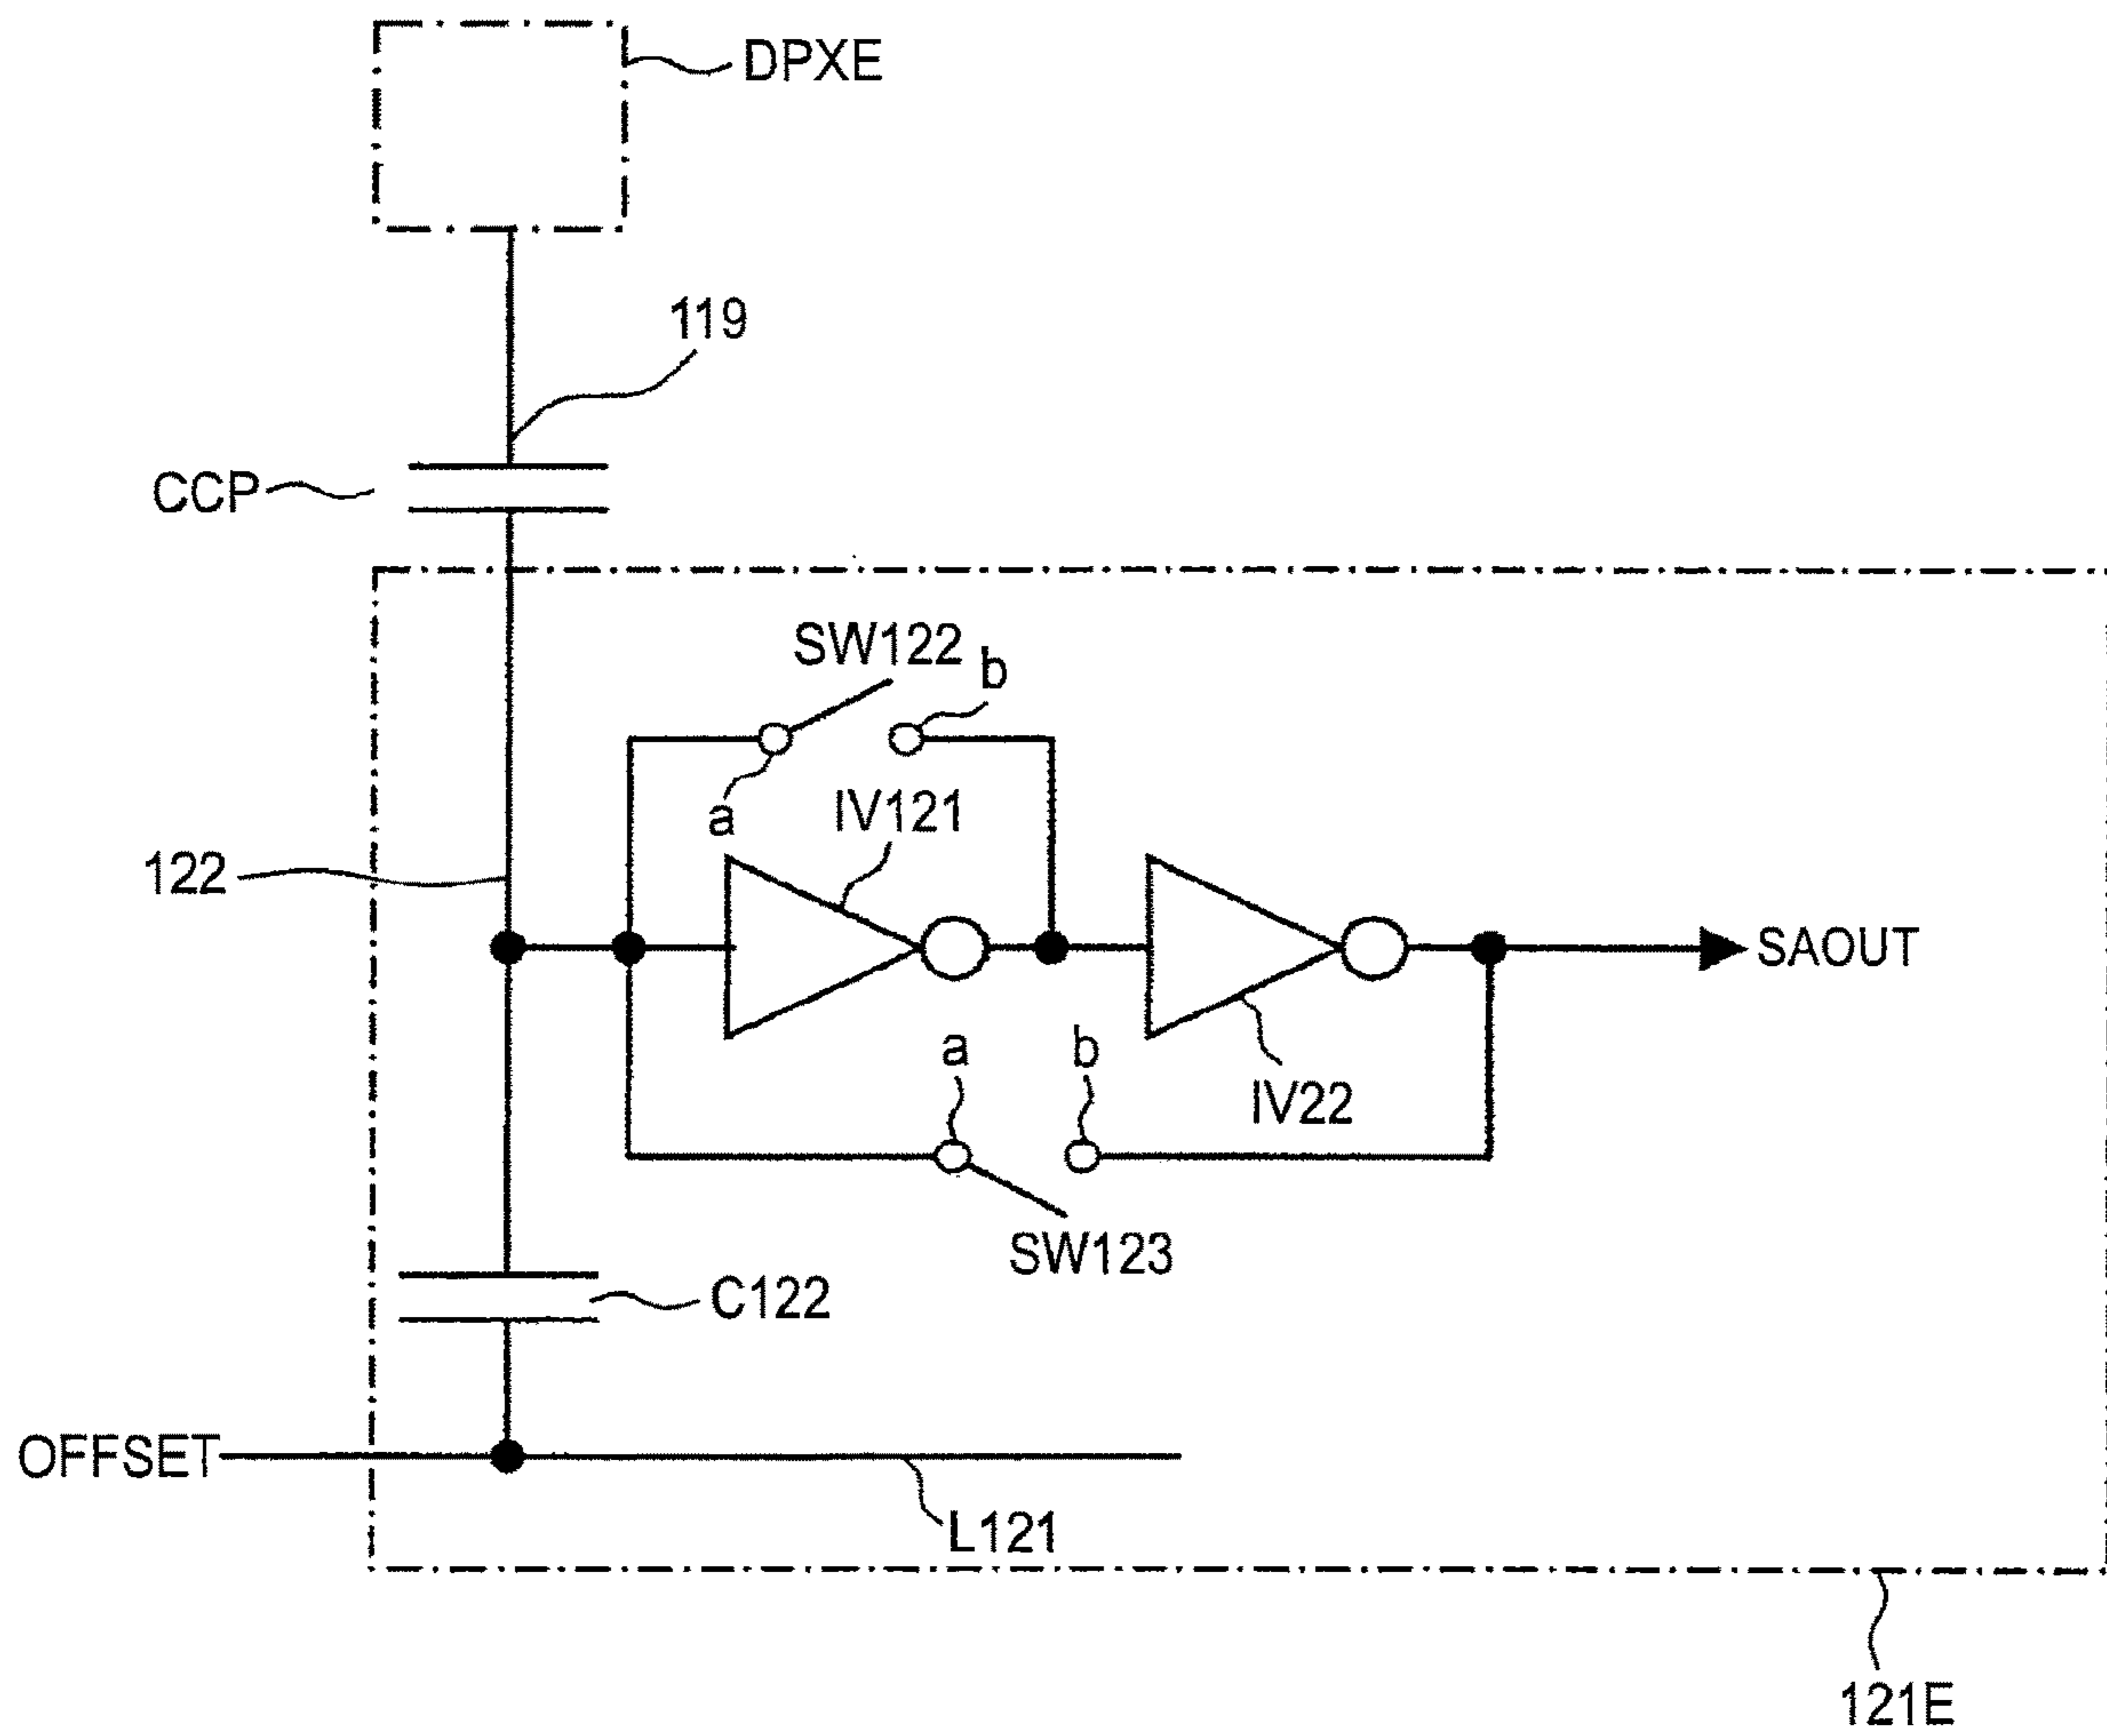 DPXE
119
CCP
SW122
b
a
IV121
122
SAOUT
a
b
IV22
SW123
C122
OFFSET
L121
121E